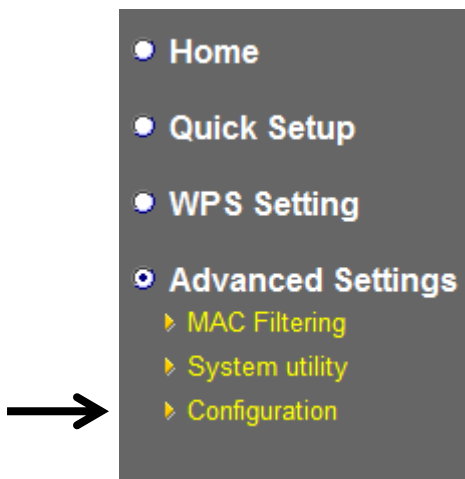 Home
Quick Setup
WPS Setting
Advanced Settings
MAC Filtering
System utility
Configuration